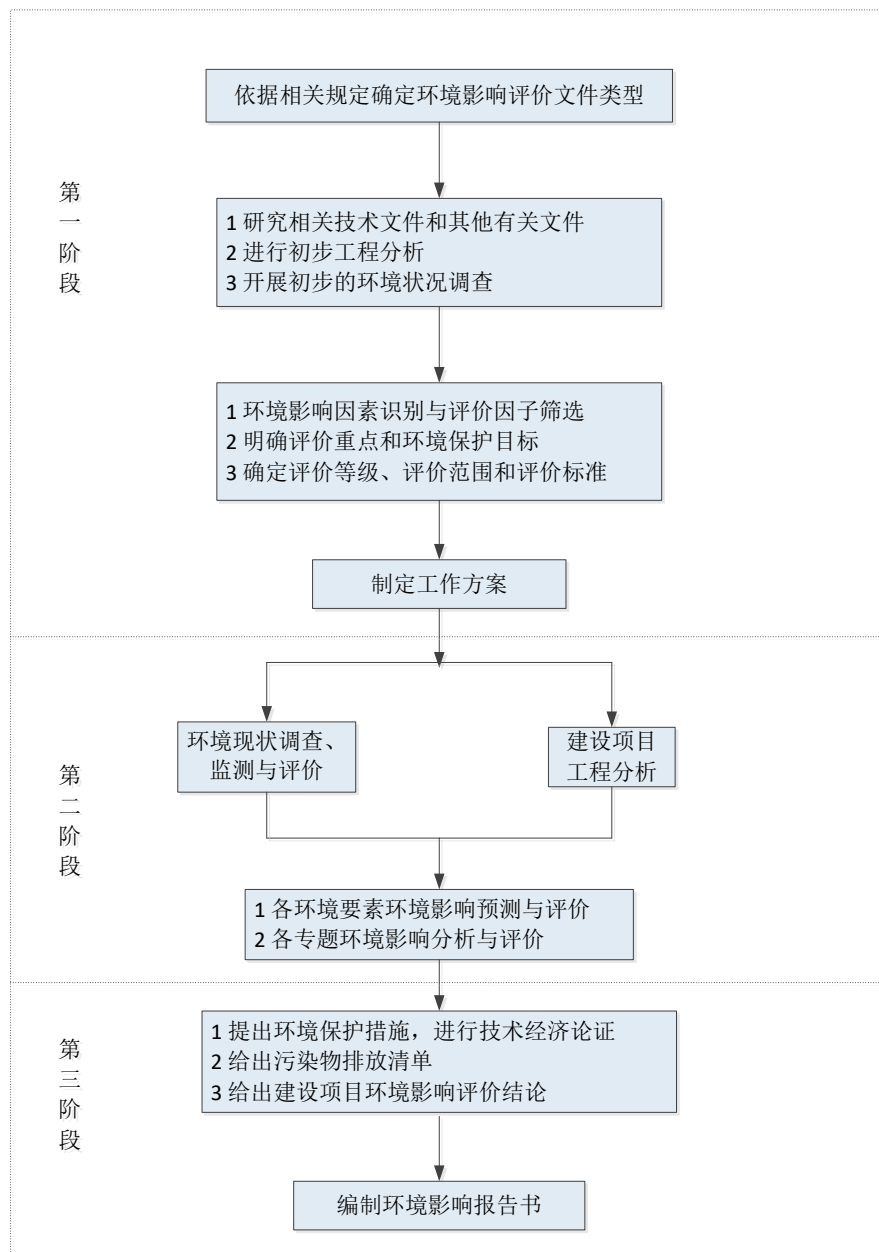 依据相关规定确定环境影响评价文件类型
第一阶段
1 研究相关技术文件和其他有关文件
2 进行初步工程分析
3 开展初步的环境状况调查
1 环境影响因素识别与评价因子筛选
2 明确评价重点和环境保护目标
3 确定评价等级、评价范围和评价标准
制定工作方案
第二阶段
环境现状调查、
监测与评价
建设项目
工程分析
1 各环境要素环境影响预测与评价
2 各专题环境影响分析与评价
第三阶段
1 提出环境保护措施，进行技术经济论证
2 给出污染物排放清单
3 给出建设项目环境影响评价结论
编制环境影响报告书